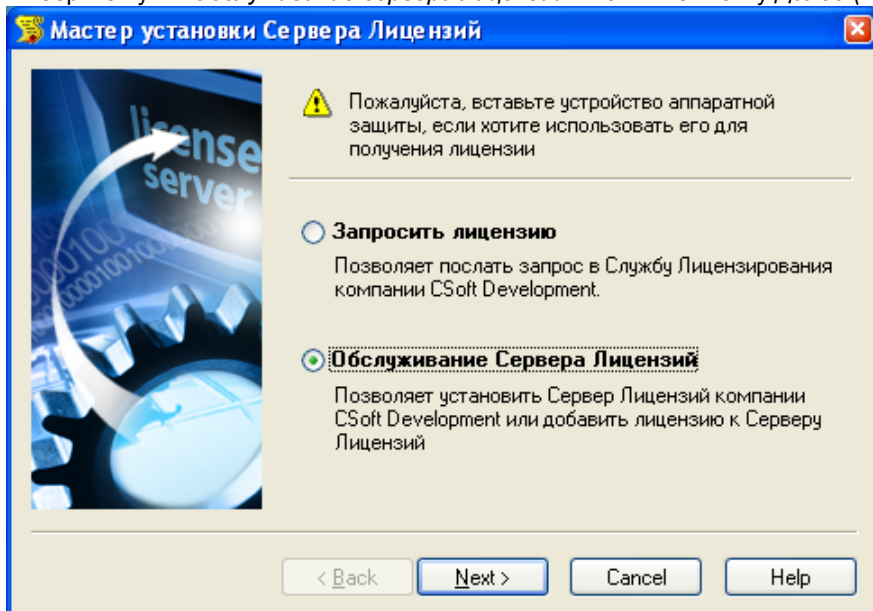 Мастер установки Сервера Лицензий
license
server
Пожалуйста, вставьте устройство аппаратной
защиты, если хотите использовать его для
получения лицензии
Запросить лицензию
Позволяет послать запрос в Службу Лицензирования
компании CSoft Development.
Обслуживание Сервера Лицензий
Позволяет установить Сервер Лицензий компании
CSoft Development или добавить лицензию к Серверу
Лицензий
< Back
Next >
Cancel
Help